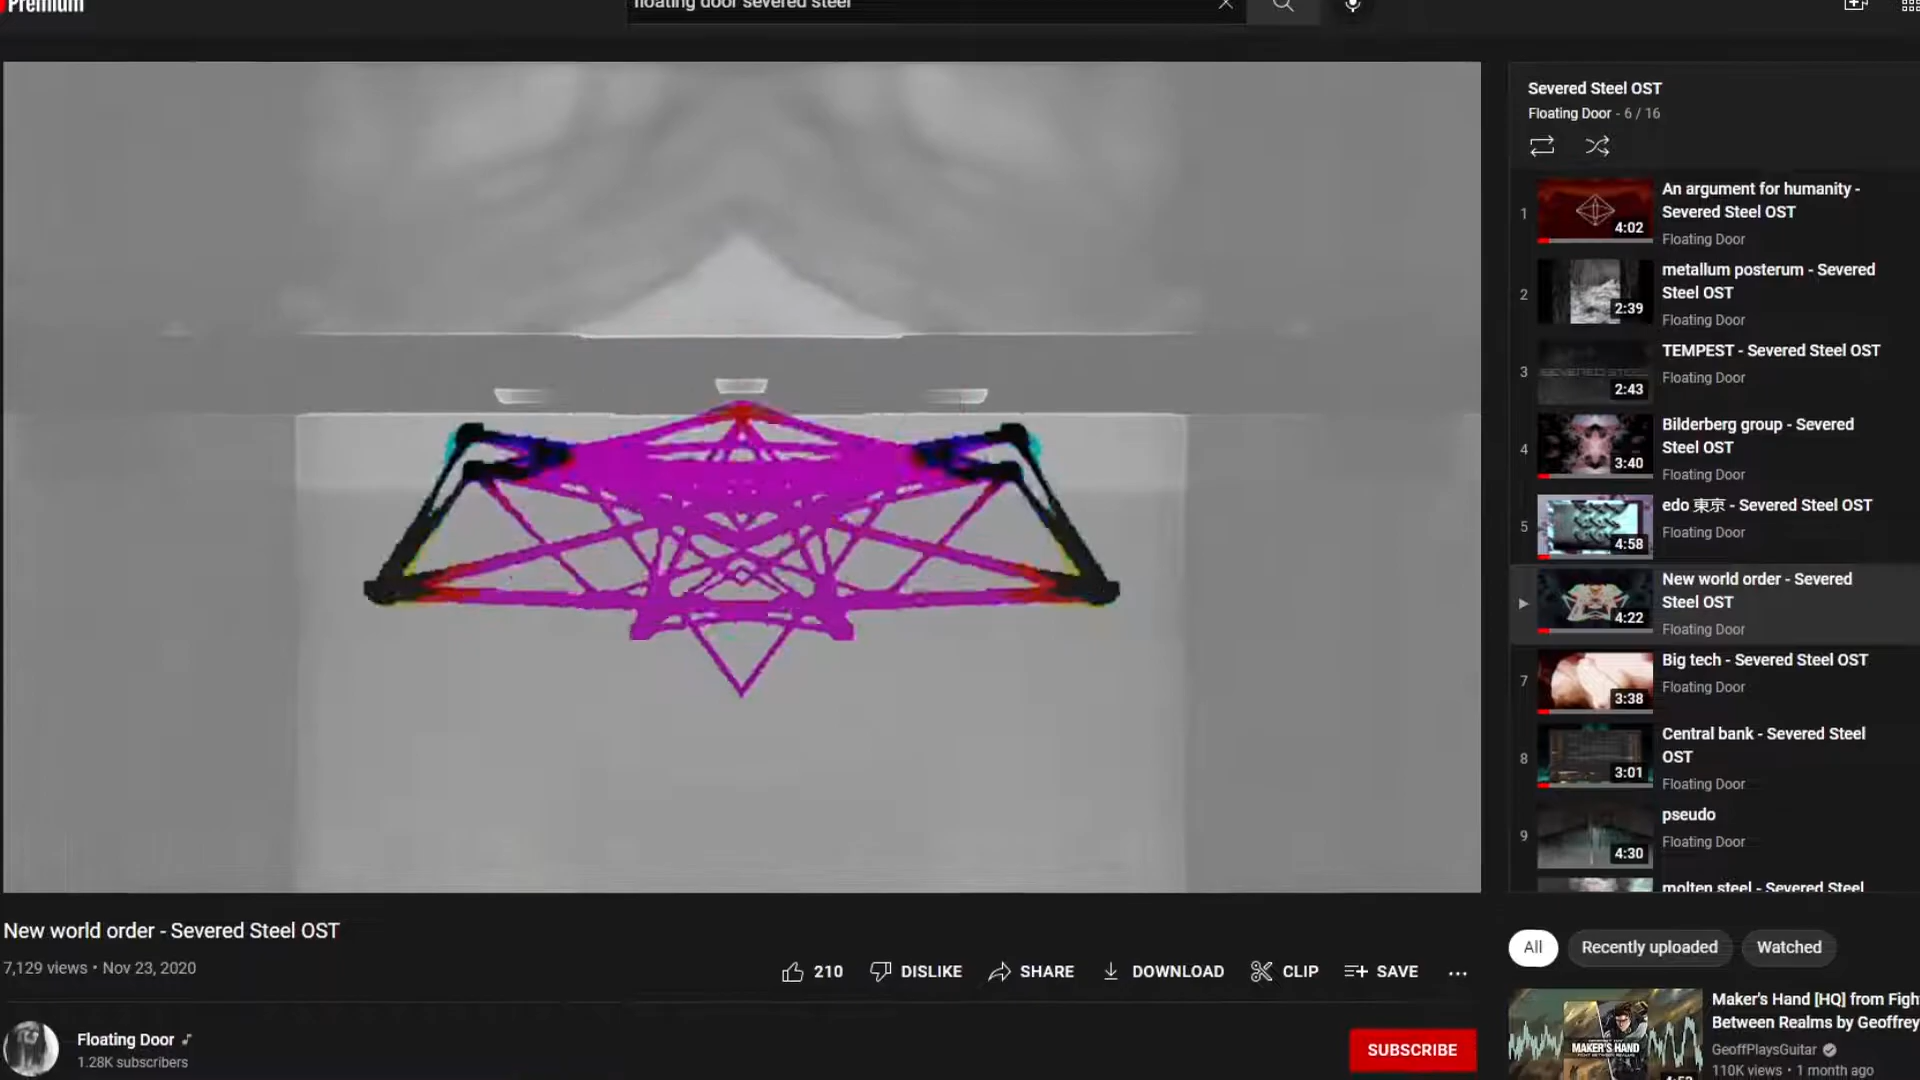 Premium
floating door severed steel
Severed Steel OST
Floating Door - 6 / 16
1
4:02
An argument for humanity -
Severed Steel OST
Floating Door
2
2:39
metallum posterum - Severed
Steel OST
Floating Door
3
SEVERED STEEL
2:43
TEMPEST - Severed Steel OST
Floating Door
4
3:40
Bilderberg group - Severed
Steel OST
Floating Door
5
4:58
edo 東京 - Severed Steel OST
Floating Door
4:22
New world order - Severed
Steel OST
Floating Door
7
3:38
Big tech - Severed Steel OST
Floating Door
8
3:01
Central bank - Severed Steel
OST
Floating Door
9
4:30
pseudo
Floating Door
molten steel - Severed Steel
New world order - Severed Steel OST
7,129 views • Nov 23, 2020
210
DISLIKE
SHARE
DOWNLOAD
CLIP
SAVE
Floating Door
1.28K subscribers
SUBSCRIBE
All
Recently uploaded
Watched
MAKER'S HAND
Maker's Hand [HQ] from Fight
Between Realms by Geoffrey
GeoffPlaysGuitar
110K views • 1 month ago